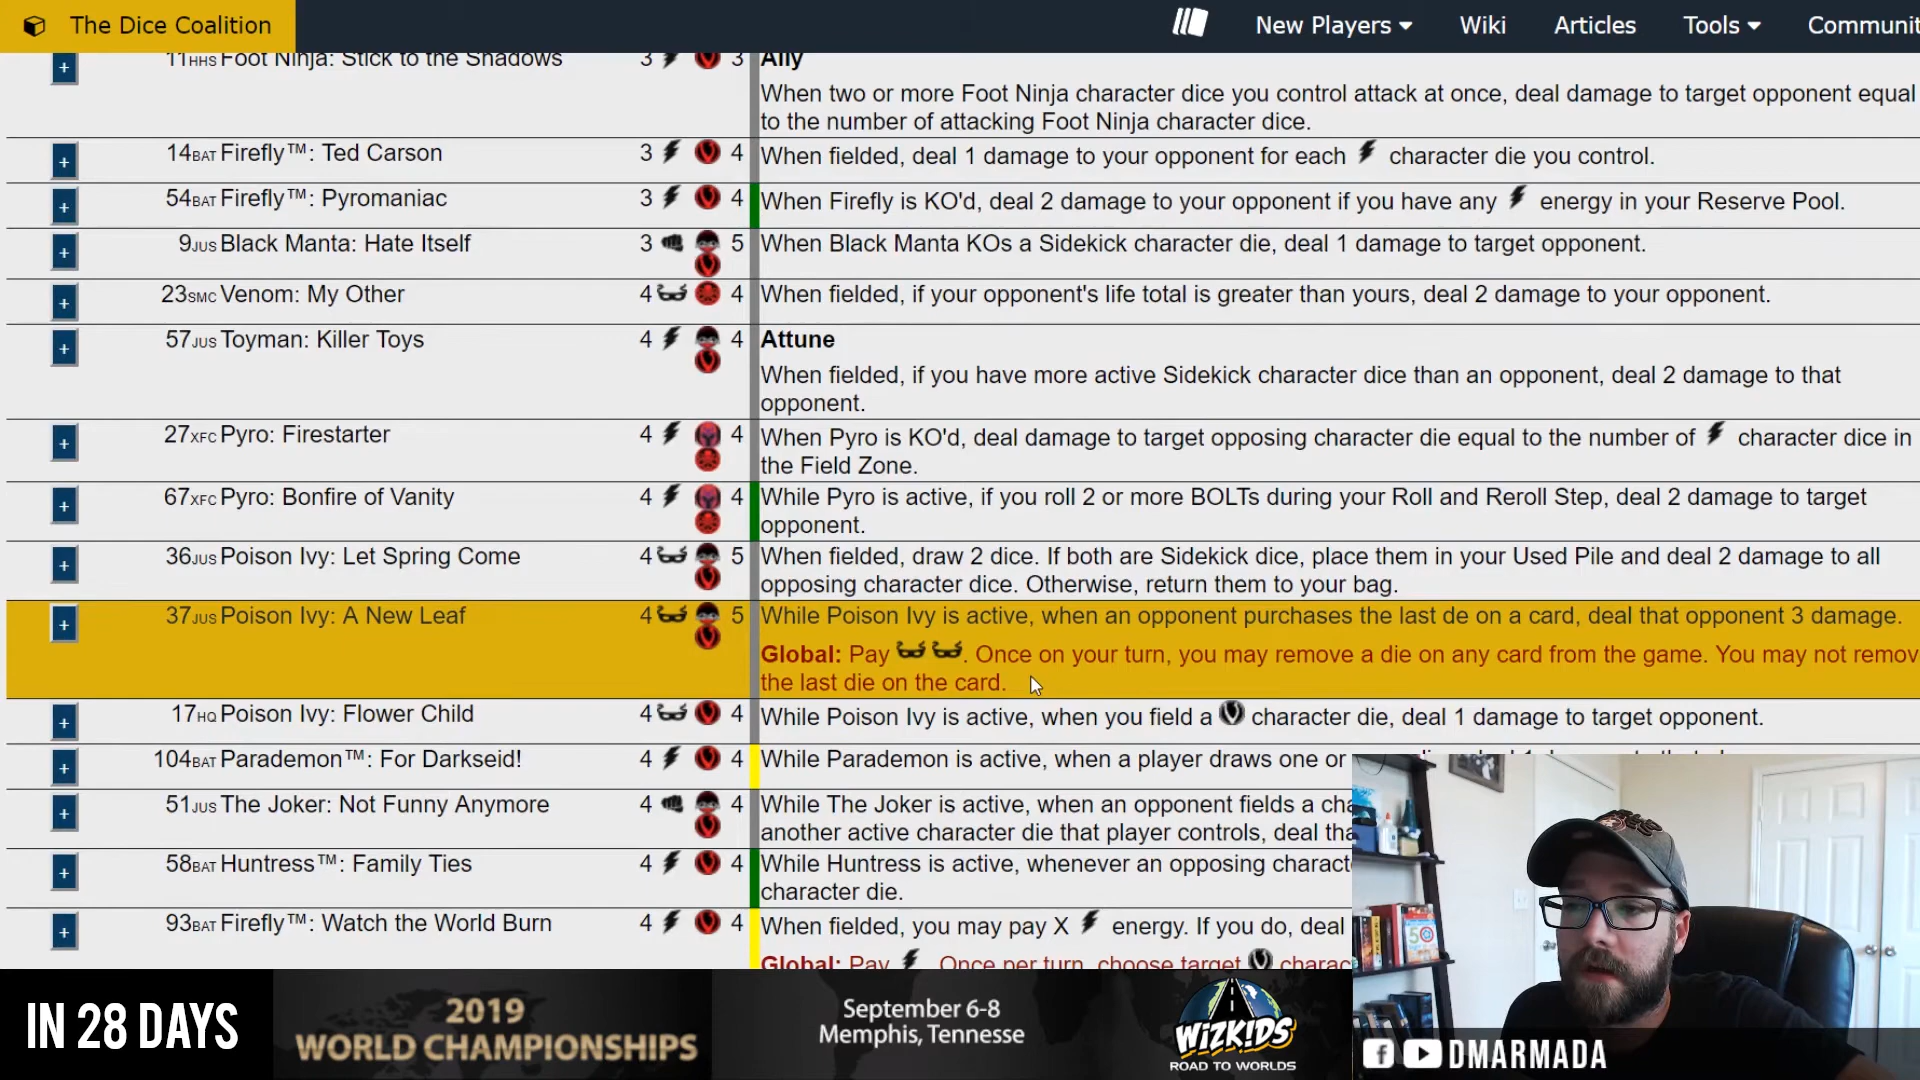 The Dice Coalition
New Players
Wiki
Articles
Tools
Communit
11HHS Foot Ninja: Stick to the Shadows 3 3 Ally
When two or more Foot Ninja character dice you control attack at once, deal damage to target opponent equal
to the number of attacking Foot Ninja character dice.
14BAT Firefly™: Ted Carson 3 4 When fielded, deal 1 damage to your opponent for each character die you control.
54BAT Firefly™: Pyromaniac 3 4 When Firefly is KO'd, deal 2 damage to your opponent if you have any energy in your Reserve Pool.
9JUS Black Manta: Hate Itself 3 5 When Black Manta KOs a Sidekick character die, deal 1 damage to target opponent.
23SMC Venom: My Other 4 4 When fielded, if your opponent's life total is greater than yours, deal 2 damage to your opponent.
57JUS Toyman: Killer Toys 4 4 Attune
When fielded, if you have more active Sidekick character dice than an opponent, deal 2 damage to that
opponent.
27XFC Pyro: Firestarter 4 4 When Pyro is KO'd, deal damage to target opposing character die equal to the number of character dice in
the Field Zone.
67XFC Pyro: Bonfire of Vanity 4 4 While Pyro is active, if you roll 2 or more BOLTs during your Roll and Reroll Step, deal 2 damage to target
opponent.
36JUS Poison Ivy: Let Spring Come 4 5 When fielded, draw 2 dice. If both are Sidekick dice, place them in your Used Pile and deal 2 damage to all
opposing character dice. Otherwise, return them to your bag.
37JUS Poison Ivy: A New Leaf 4 5 While Poison Ivy is active, when an opponent purchases the last de on a card, deal that opponent 3 damage.
Global: Pay . Once on your turn, you may remove a die on any card from the game. You may not remov
the last die on the card.
17HQ Poison Ivy: Flower Child 4 4 While Poison Ivy is active, when you field a character die, deal 1 damage to target opponent.
104BAT Parademon™: For Darkseid! 4 4 While Parademon is active, when a player draws one or
51JUS The Joker: Not Funny Anymore 4 4 While The Joker is active, when an opponent fields a cha
another active character die that player controls, deal tha
58BAT Huntress™: Family Ties 4 4 While Huntress is active, whenever an opposing charact
character die.
93BAT Firefly™: Watch the World Burn 4 4 When fielded, you may pay X energy. If you do, deal
Global: Pay . Once per turn, choose target charac
IN 28 DAYS
2019
WORLD CHAMPIONSHIPS
September 6-8
Memphis, Tennessee
WIZKIDS
ROAD TO WORLDS
DMARMADA